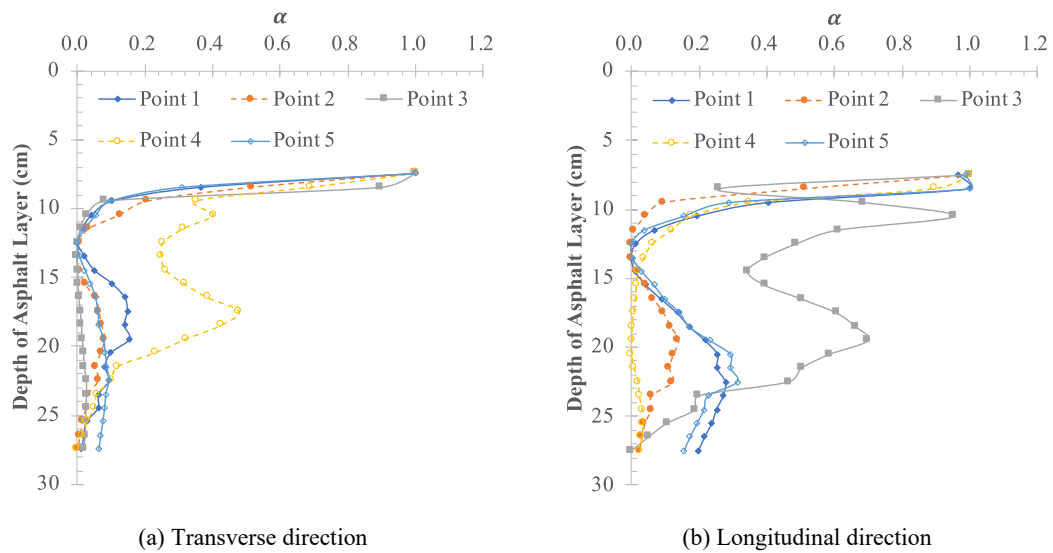 α
0.0 0.2 0.4 0.6 0.8 1.0 1.2
0
5
10
15
20
25
30
Depth of Asphalt Layer (cm)
Point 1 Point 2 Point 3
Point 4 Point 5
(a) Transverse direction
α
0.0 0.2 0.4 0.6 0.8 1.0 1.2
0
5
10
15
20
25
30
Depth of Asphalt Layer (cm)
Point 1 Point 2 Point 3
Point 4 Point 5
(b) Longitudinal direction